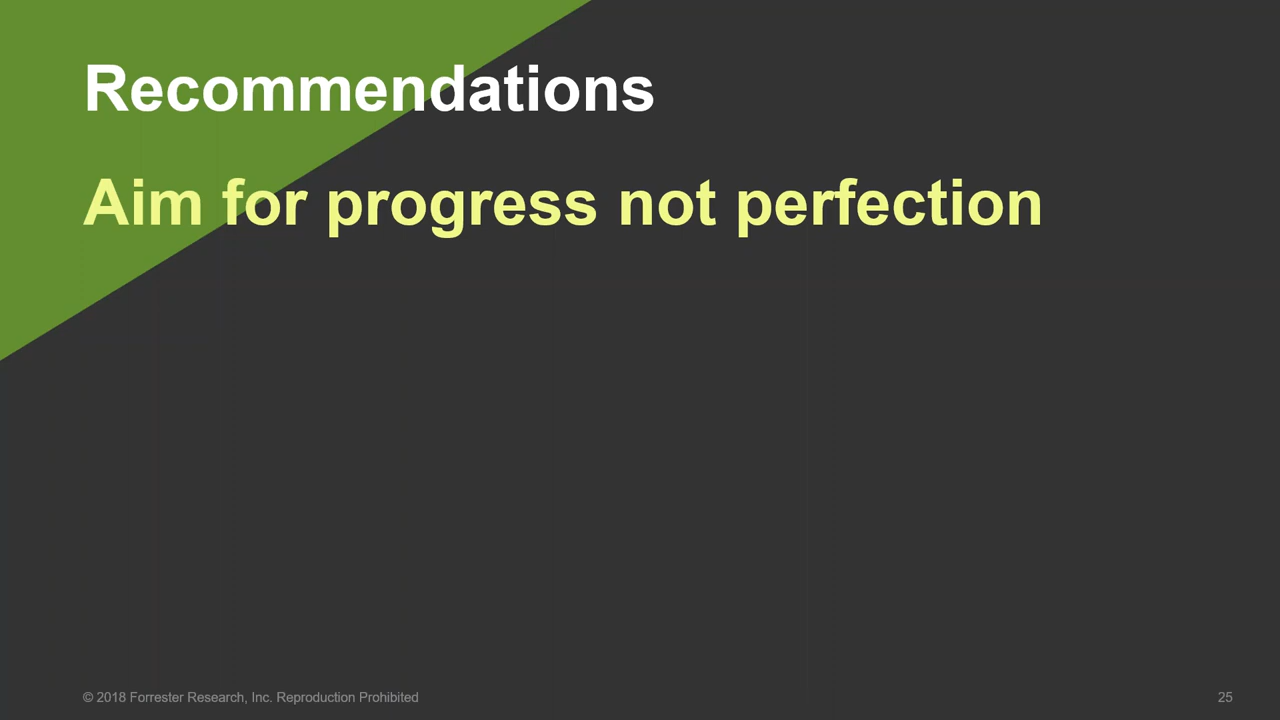 Recommendations
Aim for progress not perfection
© 2018 Forrester Research, Inc. Reproduction Prohibited
25